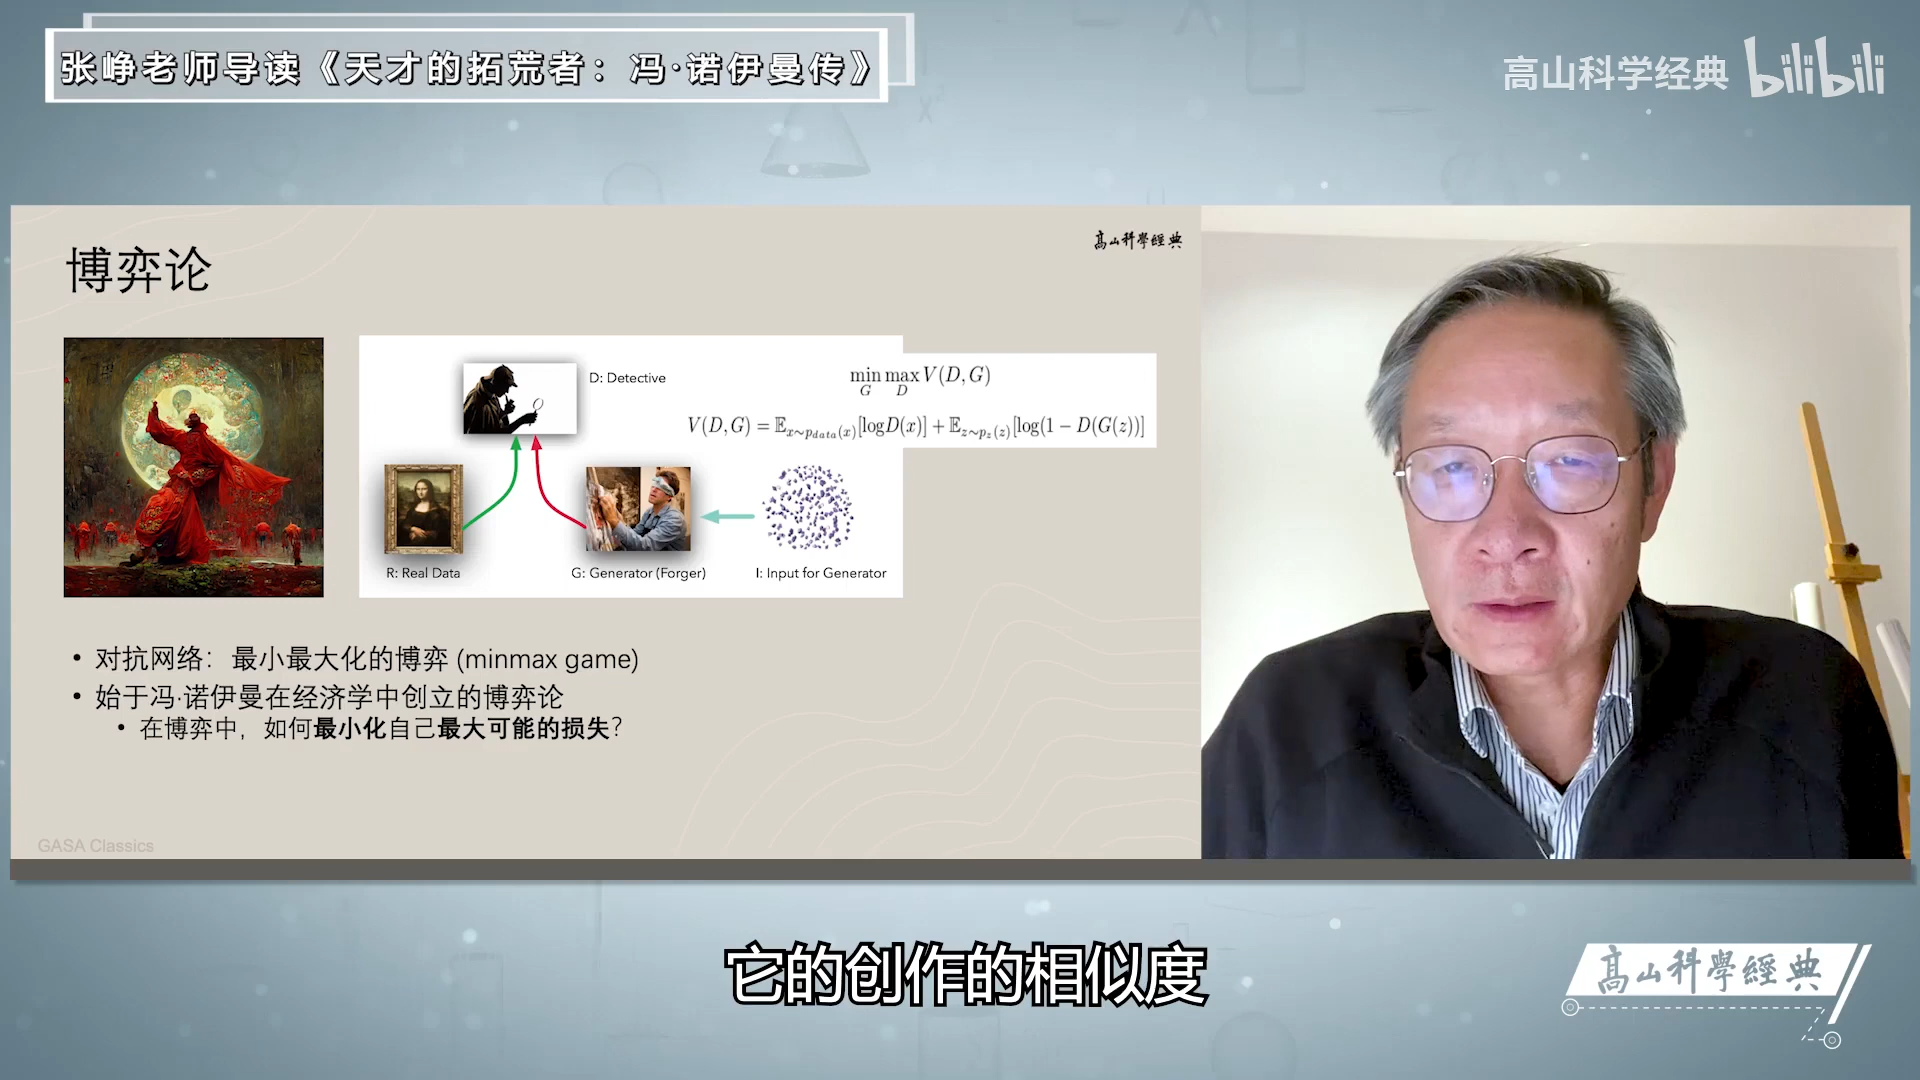 张峥老师导读《天才的拓荒者：冯·诺伊曼传》
高山科学经典 bilibili
高山科學經典
博弈论
D: Detective
min max V(D, G)
G D
V(D, G) = 𝔼x∼pdata(x)[logD(x)] + 𝔼z∼pz(z)[log(1 − D(G(z))]
R: Real Data
G: Generator (Forger)
I: Input for Generator
• 对抗网络：最小最大化的博弈 (minmax game)
• 始于冯·诺伊曼在经济学中创立的博弈论
• 在博弈中，如何最小化自己最大可能的损失？
GASA Classics
它的创作的相似度
高山科學經典